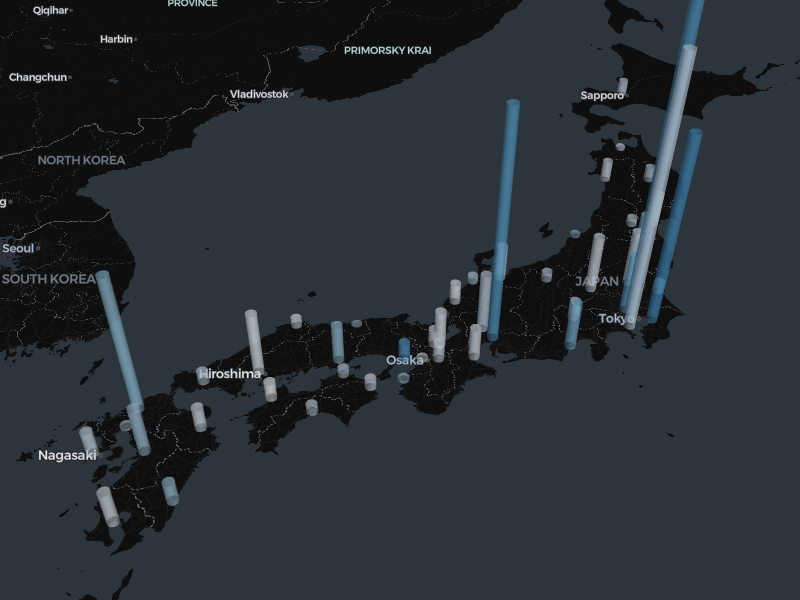 PROVINCE
Qiqihar
Harbin
PRIMORSKY KRAI
Changchun
Vladivostok
Sapporo
NORTH KOREA
g
Seoul
SOUTH KOREA
JAPAN
Tokyo
Osaka
Hiroshima
Nagasaki